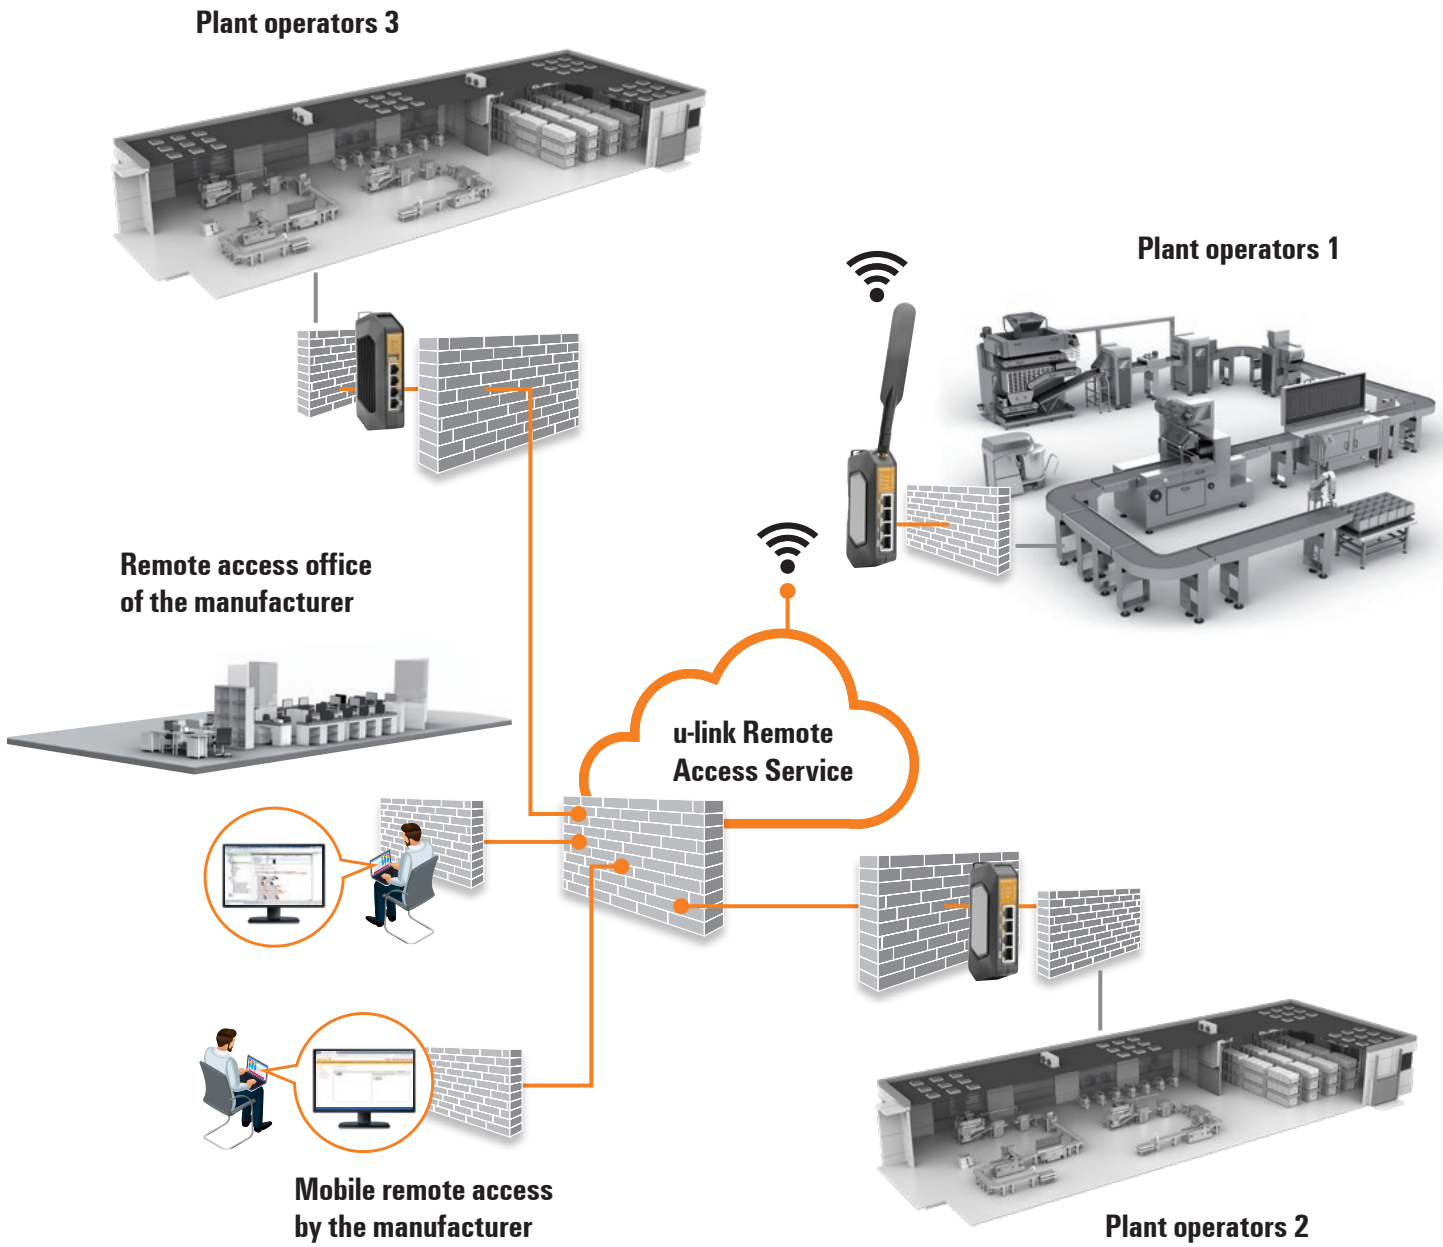 Plant operators 3
Plant operators 1
Remote access office
of the manufacturer
u-link Remote
Access Service
Mobile remote access
by the manufacturer
Plant operators 2